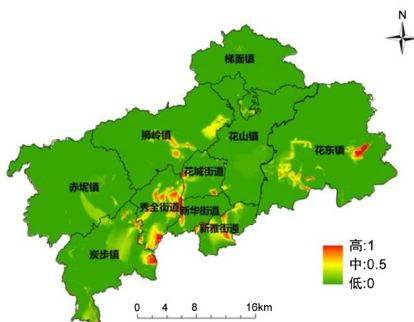 N
梯面镇
狮岭镇
花山镇
花东镇
花城街道
赤坭镇
秀全街道
新华街道
新雅街道
炭步镇
高:1
中:0.5
低:0
0 4 8 12 16km